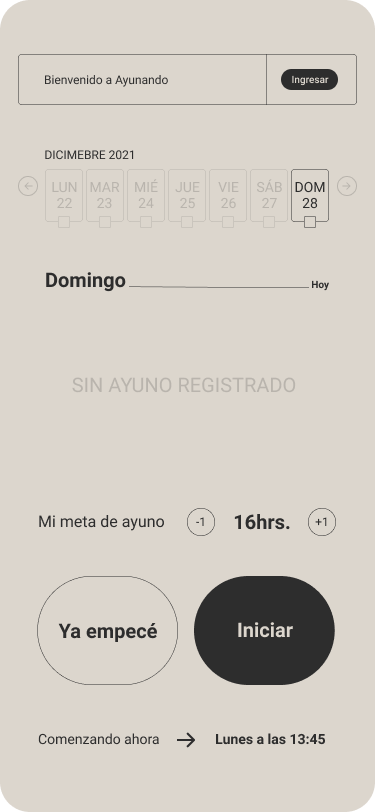 Bienvenido a Ayunando
Ingresar
DICIMEBRE 2021
LUN MAR MIÉ JUE VIE SÁB DOM
22 23 24 25 26 27 28
Domingo Hoy
SIN AYUNO REGISTRADO
Mi meta de ayuno -1 16hrs. +1
Ya empecé Iniciar
Comenzando ahora → Lunes a las 13:45